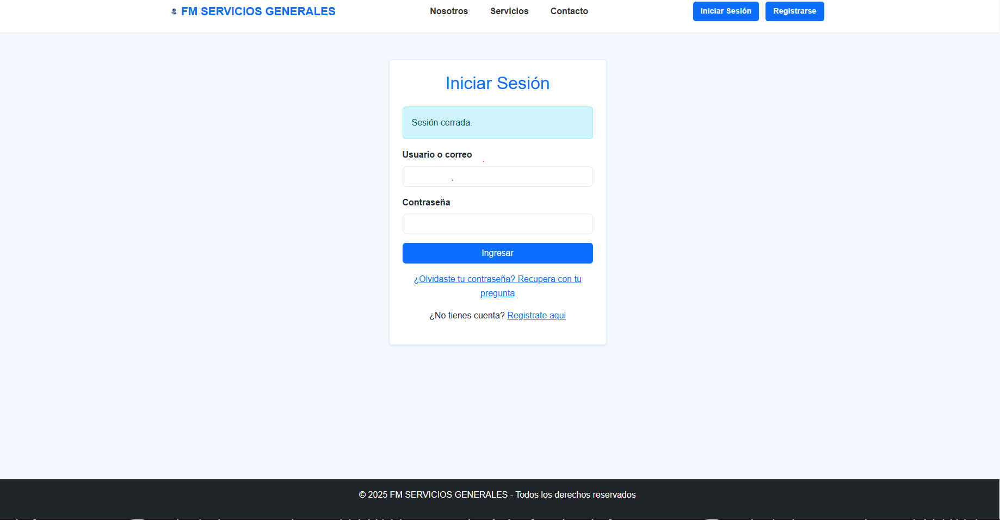 FM SERVICIOS GENERALES
Nosotros
Servicios
Contacto
Iniciar Sesión
Registrarse
Iniciar Sesión
Sesión cerrada.
Usuario o correo
Contraseña
Ingresar
¿Olvidaste tu contraseña? Recupera con tu
pregunta
¿No tienes cuenta? Registrate aqui
© 2025 FM SERVICIOS GENERALES - Todos los derechos reservados